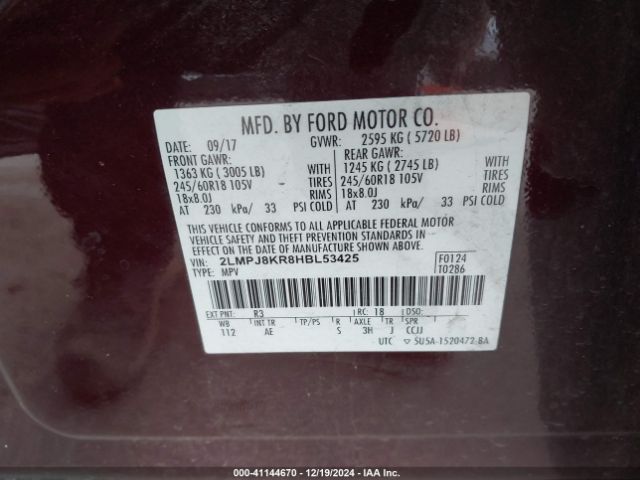 MFD. BY FORD MOTOR CO.
DATE: 09/17 GVWR: 2595 KG ( 5720 LB)
FRONT GAWR: REAR GAWR:
1363 KG ( 3005 LB) WITH 1245 KG ( 2745 LB) WITH
245/60R18 105V TIRES 245/60R18 105V TIRES
18x8.0J RIMS 18x8.0J RIMS
AT 230 kPa/ 33 PSI COLD AT 230 kPa/ 33 PSI COLD
THIS VEHICLE CONFORMS TO ALL APPLICABLE FEDERAL MOTOR
VEHICLE SAFETY AND THEFT PREVENTION STANDARDS IN
EFFECT ON THE DATE OF MANUFACTURE SHOWN ABOVE.
VIN: 2LMPJ8KR8HBL53425 F0124
TYPE: MPV T0286
EXT PNT: R3 RC: 18 DSO:
WB INT TR TP/PS R AXLE TR SPR
112 AE S 3H J CCJJ
UTC 5U5A-1520472-BA
000-41144670 - 12/19/2024 - IAA Inc.